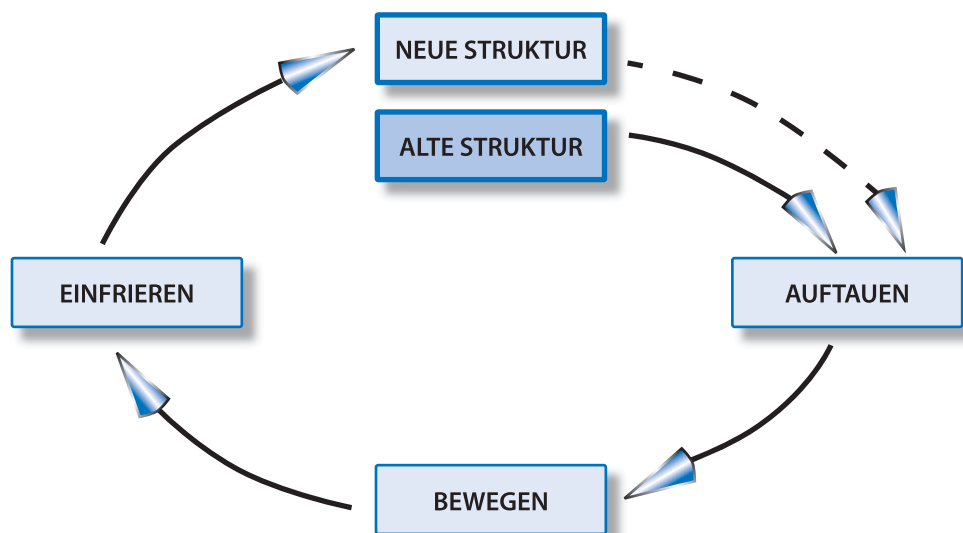 NEUE STRUKTUR
ALTE STRUKTUR
EINFRIEREN
AUFTAUEN
BEWEGEN